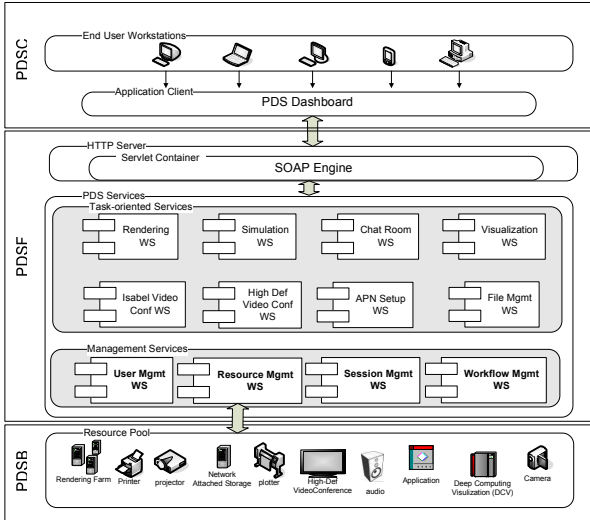 PDSC
End User Workstations
Application Client
PDS Dashboard
PDSF
HTTP Server
Servlet Container
SOAP Engine
PDS Services
Task-oriented Services
Rendering
WS
Simulation
WS
Chat Room
WS
Visualization
WS
Isabel Video
Conf WS
High Def
Video Conf
WS
APN Setup
WS
File Mgmt
WS
Management Services
User Mgmt
WS
Resource Mgmt
WS
Session Mgmt
WS
Workflow Mgmt
WS
PDSB
Resource Pool
Rendering Farm
Printer
projector
Network
Attached Storage
plotter
High-Def
VideoConference
audio
Application
Deep Computing
Visulization (DCV)
Camera